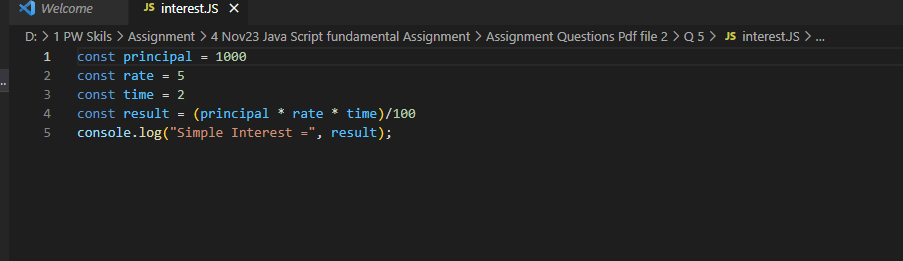 Welcome JS interest.JS ×
D: > 1 PW Skils > Assignment > 4 Nov23 Java Script fundamental Assignment > Assignment Questions Pdf file 2 > Q 5 > JS interest.JS > ...
1 const principal = 1000
2 const rate = 5
3 const time = 2
4 const result = (principal * rate * time)/100
5 console.log("Simple Interest =", result);